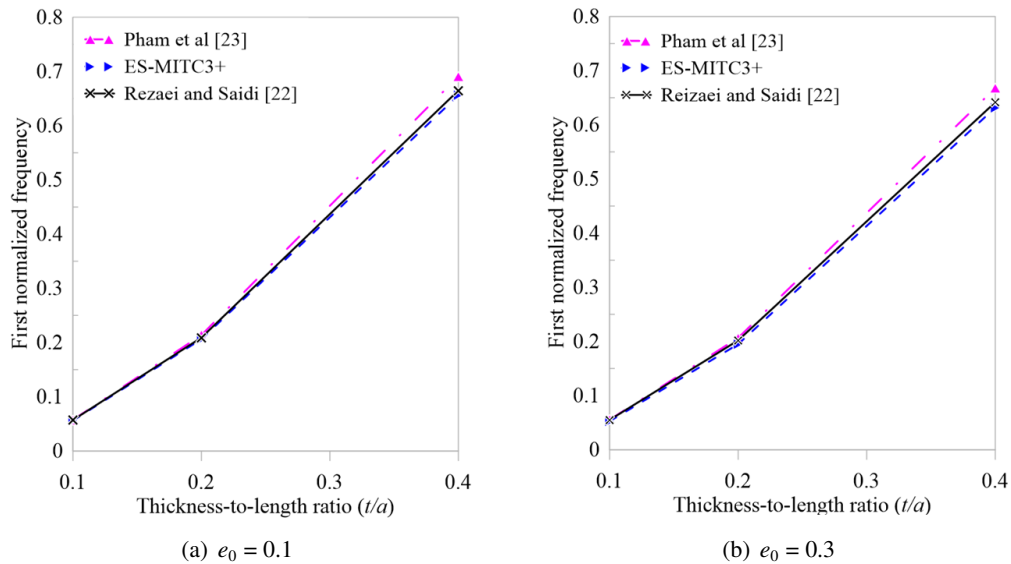 0.8
0.7
0.6
0.5
0.4
0.3
0.2
0.1
0
First normalized frequency
Pham et al [23]
ES-MITC3+
Rezaei and Saidi [22]
0.1
0.2
0.3
0.4
Thickness-to-length ratio (t/a)
(a) e0 = 0.1
0.8
0.7
0.6
0.5
0.4
0.3
0.2
0.1
0
First normalized frequency
Pham et al [23]
ES-MITC3+
Reizaei and Saidi [22]
0.1
0.2
0.3
0.4
Thickness-to-length ratio (t/a)
(b) e0 = 0.3